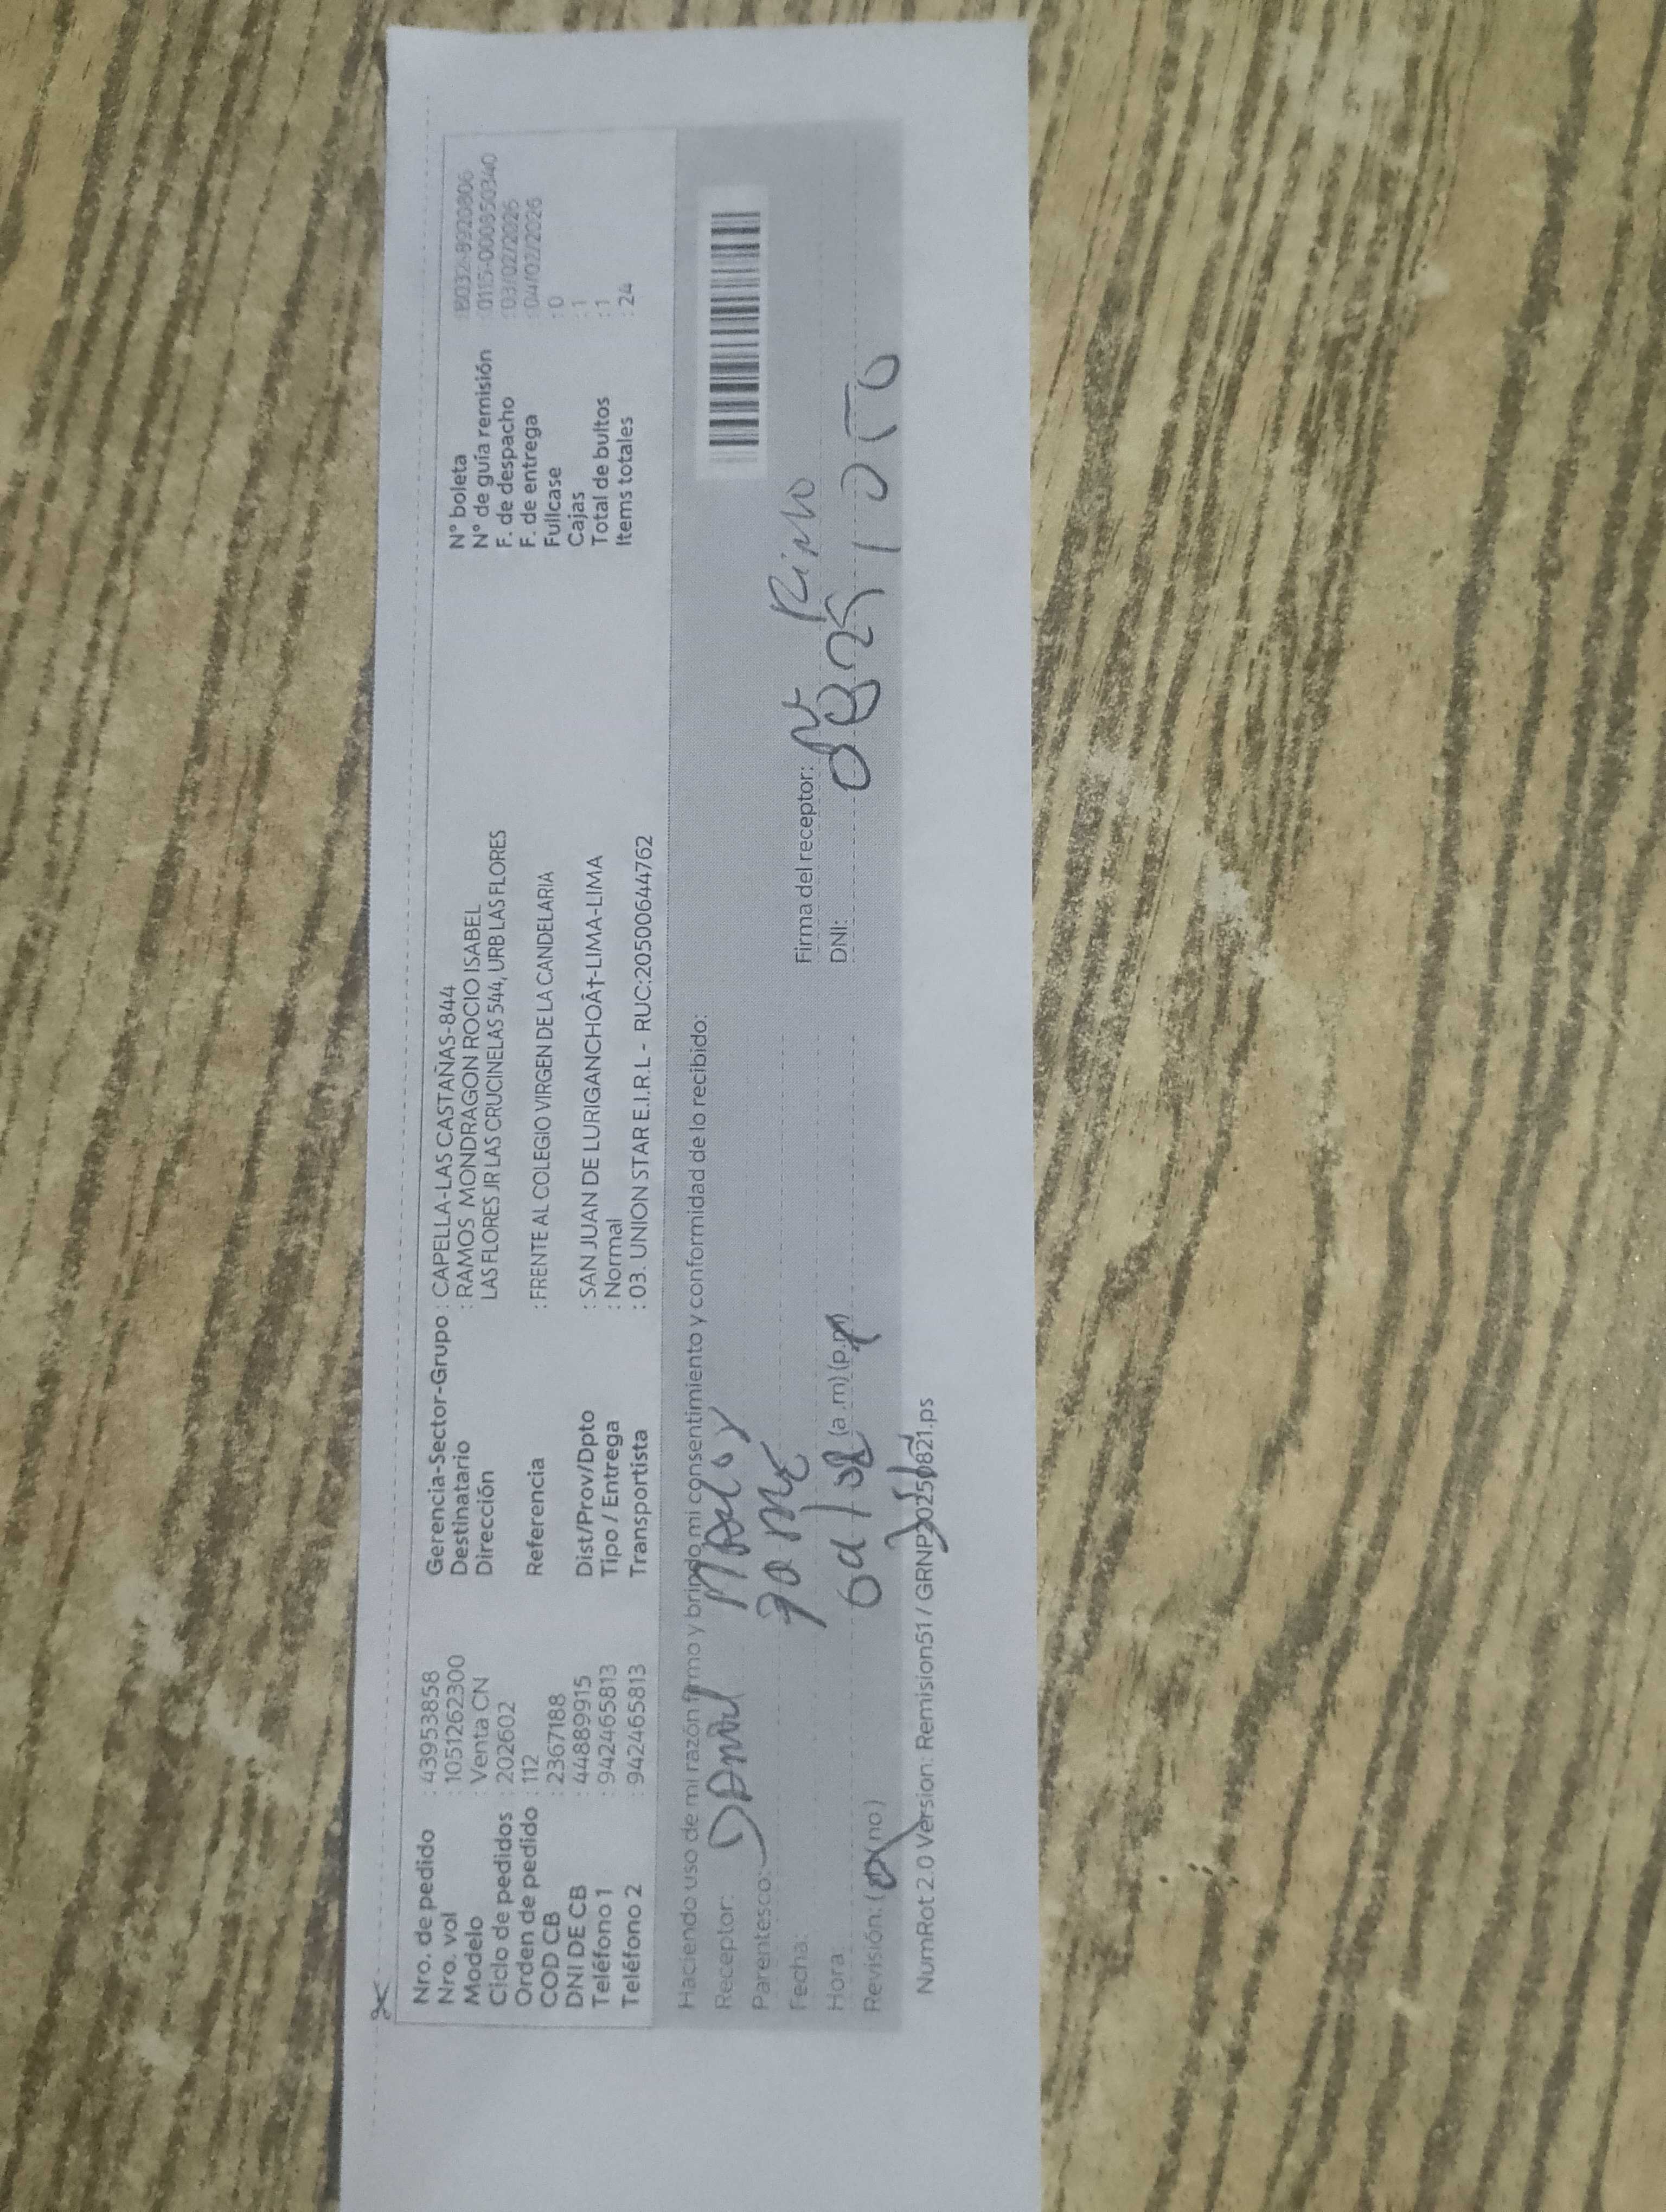 Nro. de pedido : 43953858
Nro. vol : 1051262300
Modelo : Venta CN
Ciclo de pedidos : 202602
Orden de pedido : 112
COD CB : 2367188
DNI DE CB : 44889915
Teléfono 1 : 942465813
Teléfono 2 : 942465813
Gerencia-Sector-Grupo : CAPELLA-LAS CASTAÑAS-844
Destinatario : RAMOS MONDRAGON ROCIO ISABEL
Dirección LAS FLORES JR LAS CRUCINELAS 544, URB LAS FLORES
Referencia : FRENTE AL COLEGIO VIRGEN DE LA CANDELARIA
Dist/Prov/Dpto : SAN JUAN DE LURIGANCHOÂ†-LIMA-LIMA
Tipo / Entrega : Normal
Transportista : 03. UNION STAR E.I.R.L - RUC:20500644762
N° boleta : B032-8920806
N° de guía remisión : 0115-000850340
F. de despacho : 03/02/2026
F. de entrega : 04/02/2026
Fullcase : 0
Cajas : 1
Total de bultos : 1
Items totales : 24
Haciendo uso de mi razón firmo y brindo mi consentimiento y conformidad de lo recibido:
Receptor:
Parentesco:
Fecha:
Hora (a .m) (p.m)
Revisión: ( no )
Firma del receptor:
DNI:
NumRot 2.0 Version: Remision51 / GRNP20250821.ps